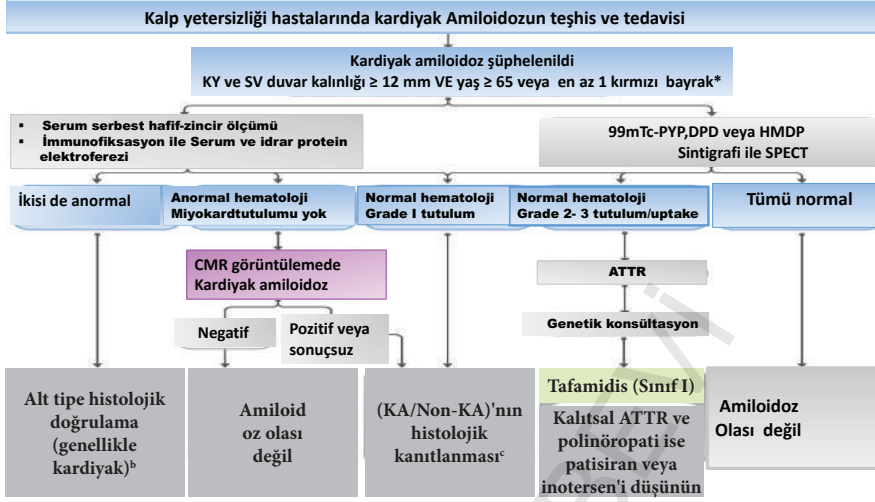 Kalp yetersizliği hastalarında kardiyak Amiloidozun teşhis ve tedavisi
Kardiyak amiloidoz şüphelenildi
KY ve SV duvar kalınlığı ≥ 12 mm VE yaş ≥ 65 veya en az 1 kırmızı bayrak*
• Serum serbest hafif-zincir ölçümü
• İmmunofiksasyon ile Serum ve idrar protein
elektroferezi
99mTc-PYP,DPD veya HMDP
Sintigrafi ile SPECT
İkisi de anormal
Anormal hematoloji
Miyokardtutulumu yok
Normal hematoloji
Grade I tutulum
Normal hematoloji
Grade 2- 3 tutulum/uptake
Tümü normal
CMR görüntülemede
Kardiyak amiloidoz
ATTR
Negatif
Pozitif veya
sonuçsuz
Genetik konsültasyon
Alt tipe histolojik
doğrulama
(genellikle
kardiyak)ᵇ
Amiloid
oz olası
değil
(KA/Non-KA)'nın
histolojik
kanıtlanmasıᶜ
Tafamidis (Sınıf I)
Kalıtsal ATTR ve
polinöropati ise
patisiran veya
inotersen'i düşünün
Amiloidoz
Olası değil
EVİ